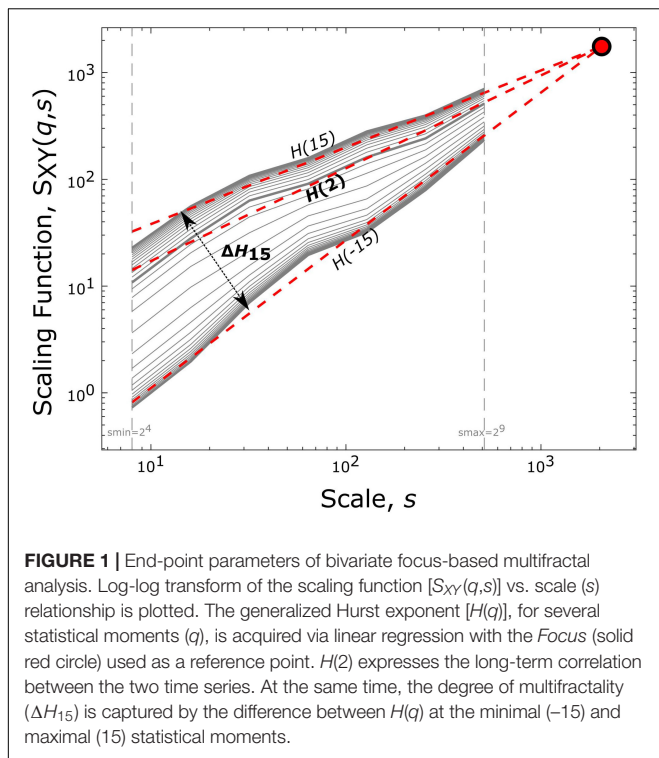 Scaling Function, SXY(q,s)
10³
10²
10¹
10⁰
H(15)
H(2)
ΔH₁₅
H(-15)
smin=2⁴
smax=2⁹
10¹
10²
10³
Scale, s
FIGURE 1 | End-point parameters of bivariate focus-based multifractal
analysis. Log-log transform of the scaling function [SXY(q,s)] vs. scale (s)
relationship is plotted. The generalized Hurst exponent [H(q)], for several
statistical moments (q), is acquired via linear regression with the Focus (solid
red circle) used as a reference point. H(2) expresses the long-term correlation
between the two time series. At the same time, the degree of multifractality
(ΔH₁₅) is captured by the difference between H(q) at the minimal (–15) and
maximal (15) statistical moments.